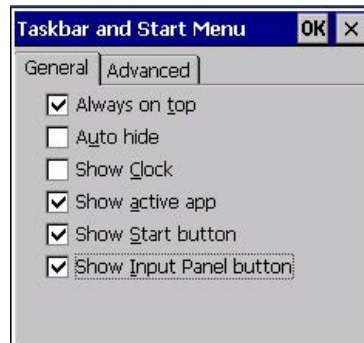 Taskbar and Start Menu OK ×
General Advanced
Always on top
Auto hide
Show Clock
Show active app
Show Start button
Show Input Panel button